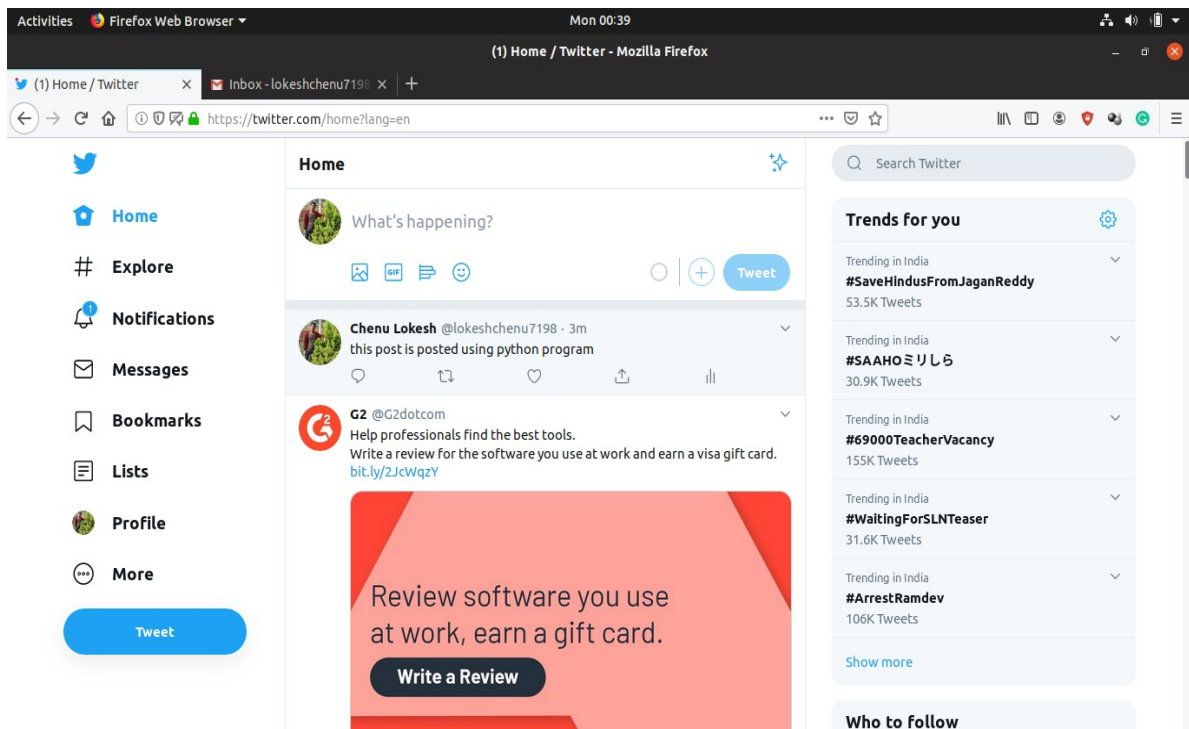 Activities Firefox Web Browser Mon 00:39
(1) Home / Twitter - Mozilla Firefox
(1) Home / Twitter Inbox - lokeshchenu7198
https://twitter.com/home?lang=en
Home
Explore
Notifications
1
Messages
Bookmarks
Lists
Profile
More
Tweet
Home
What's happening?
GIF
Tweet
Chenu Lokesh @lokeshchenu7198 · 3m
this post is posted using python program
G2
G2 @G2dotcom
Help professionals find the best tools.
Write a review for the software you use at work and earn a visa gift card.
bit.ly/2JcWqzY
Review software you use
at work, earn a gift card.
Write a Review
Search Twitter
Trends for you
Trending in India
#SaveHindusFromJaganReddy
53.5K Tweets
Trending in India
#SAAHOミリしら
30.9K Tweets
Trending in India
#69000TeacherVacancy
155K Tweets
Trending in India
#WaitingForSLNTeaser
31.6K Tweets
Trending in India
#ArrestRamdev
106K Tweets
Show more
Who to follow